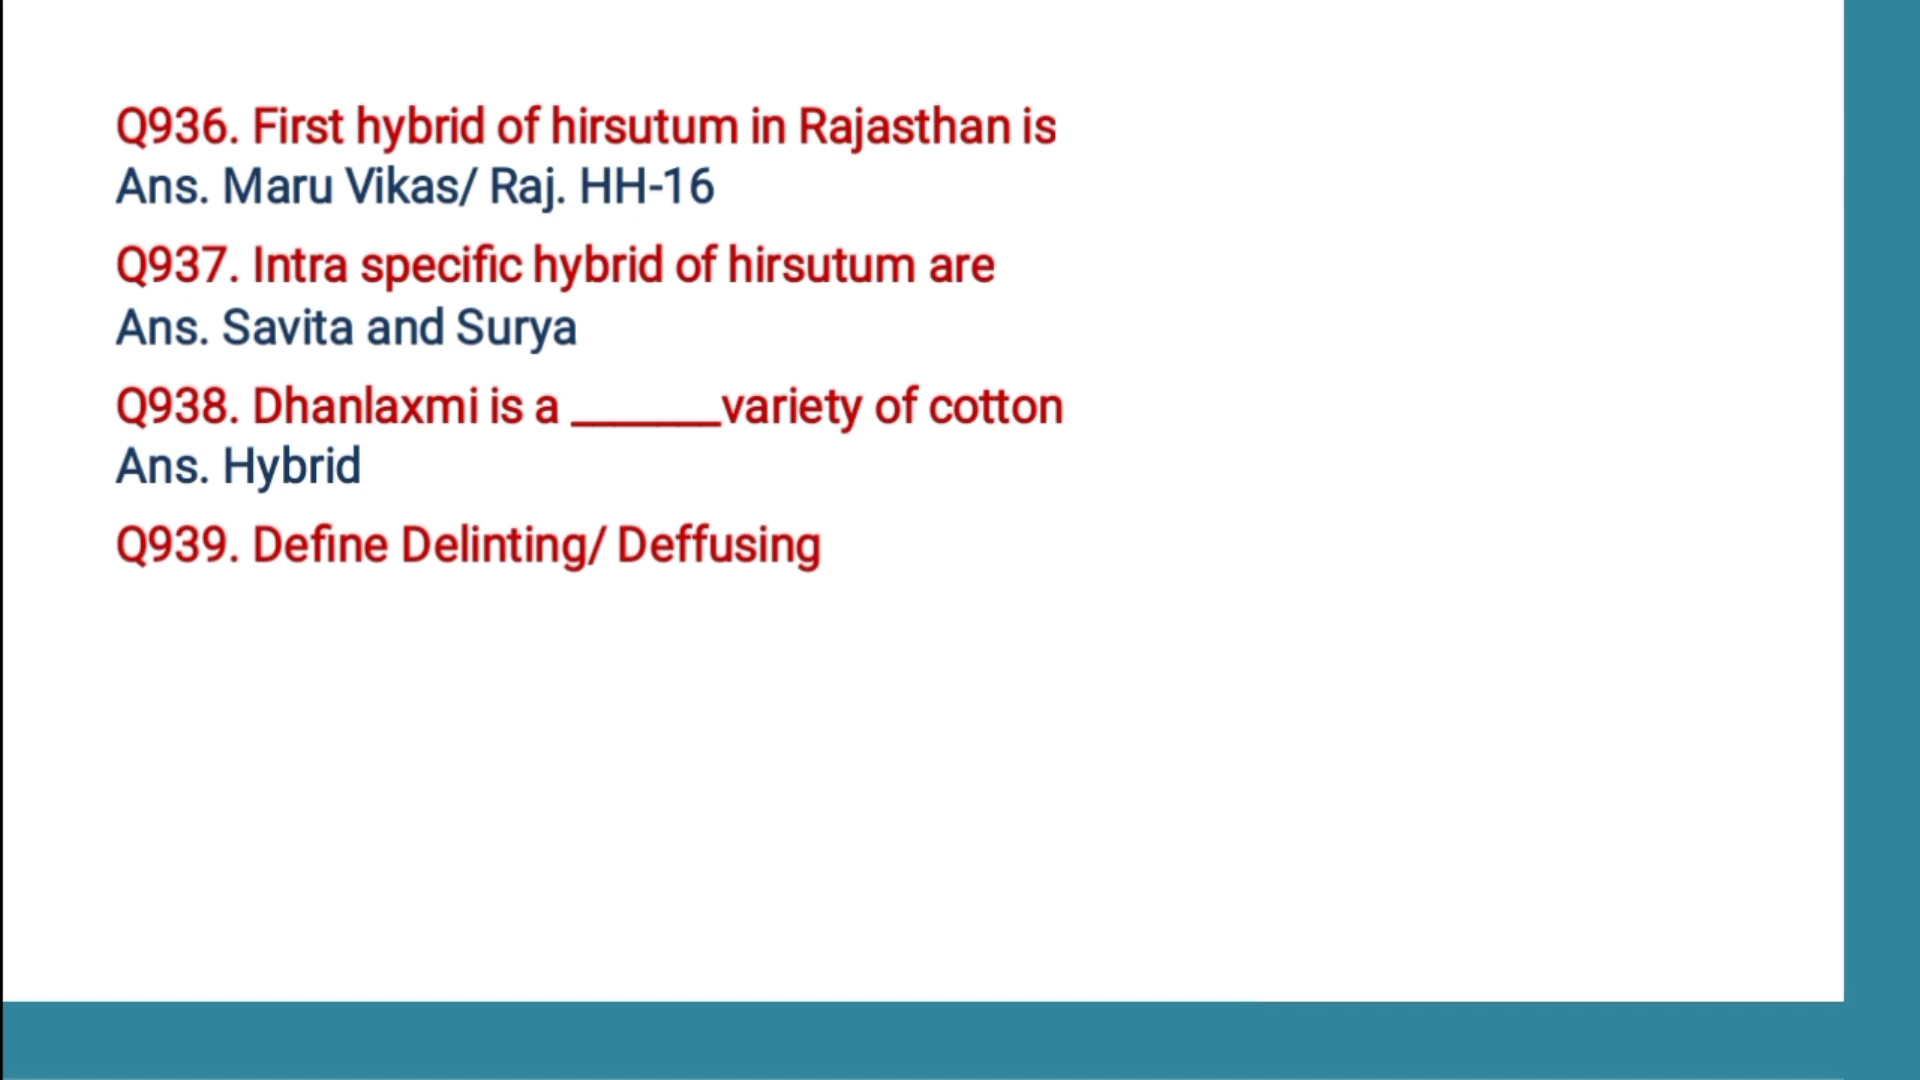 Q936. First hybrid of hirsutum in Rajasthan is
Ans. Maru Vikas/ Raj. HH-16
Q937. Intra specific hybrid of hirsutum are
Ans. Savita and Surya
Q938. Dhanlaxmi is a _______variety of cotton
Ans. Hybrid
Q939. Define Delinting/ Deffusing